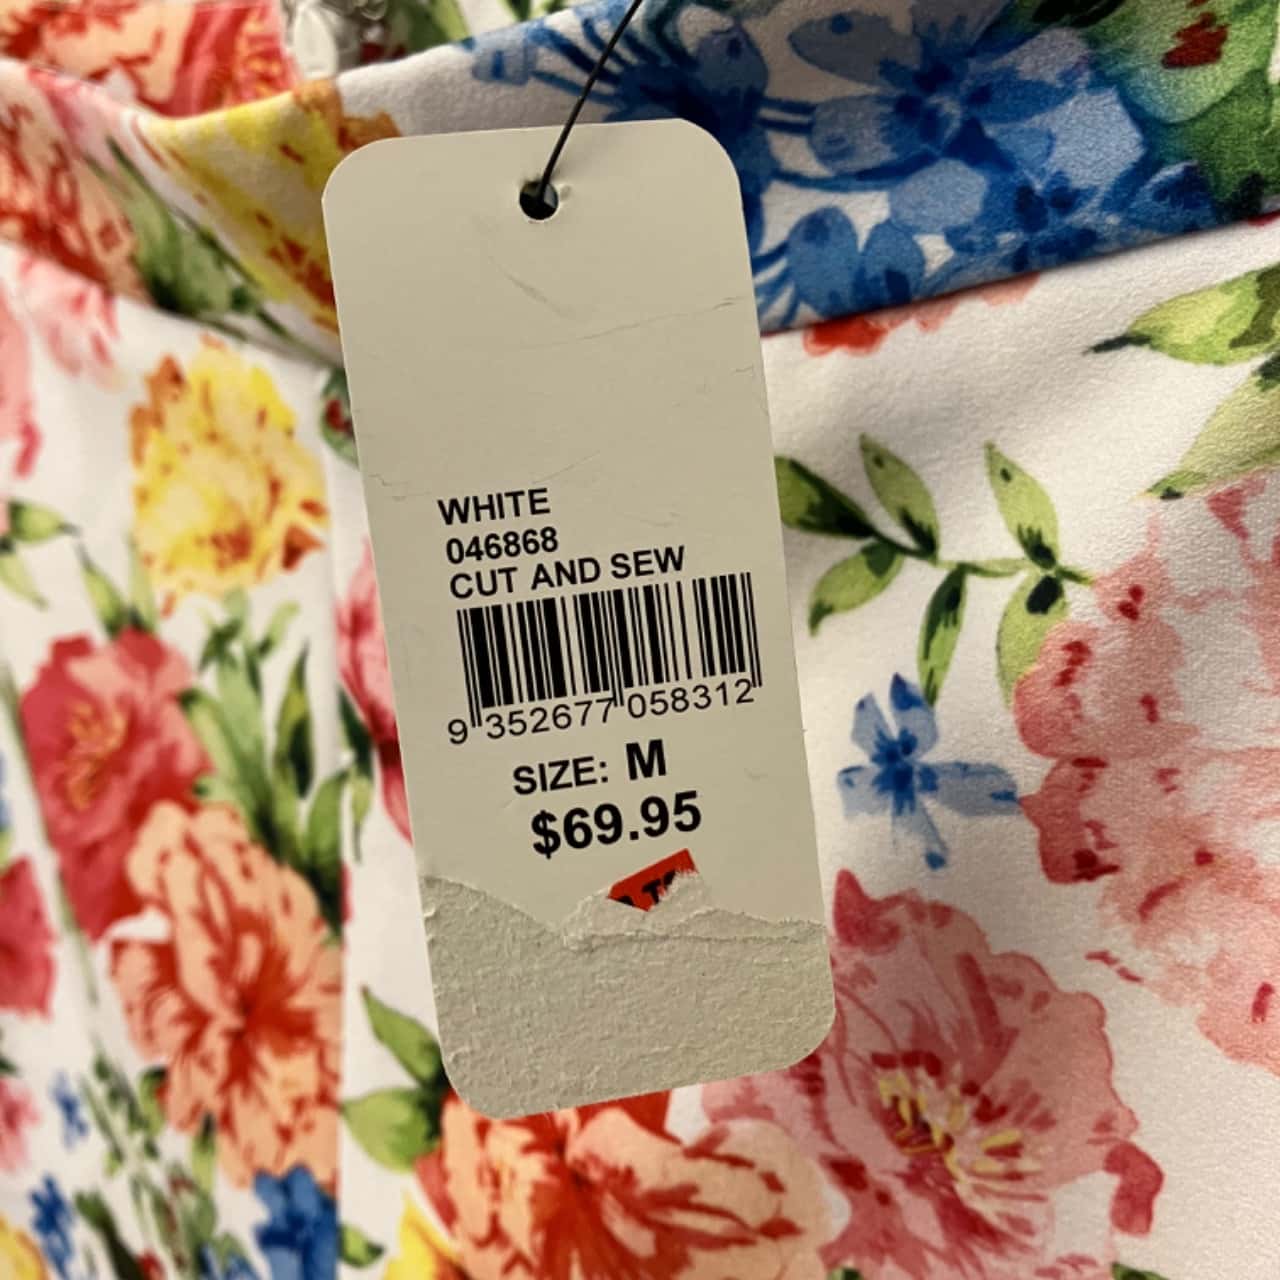 WHITE
046868
CUT AND SEW
9 352677 058312
SIZE: M
$69.95